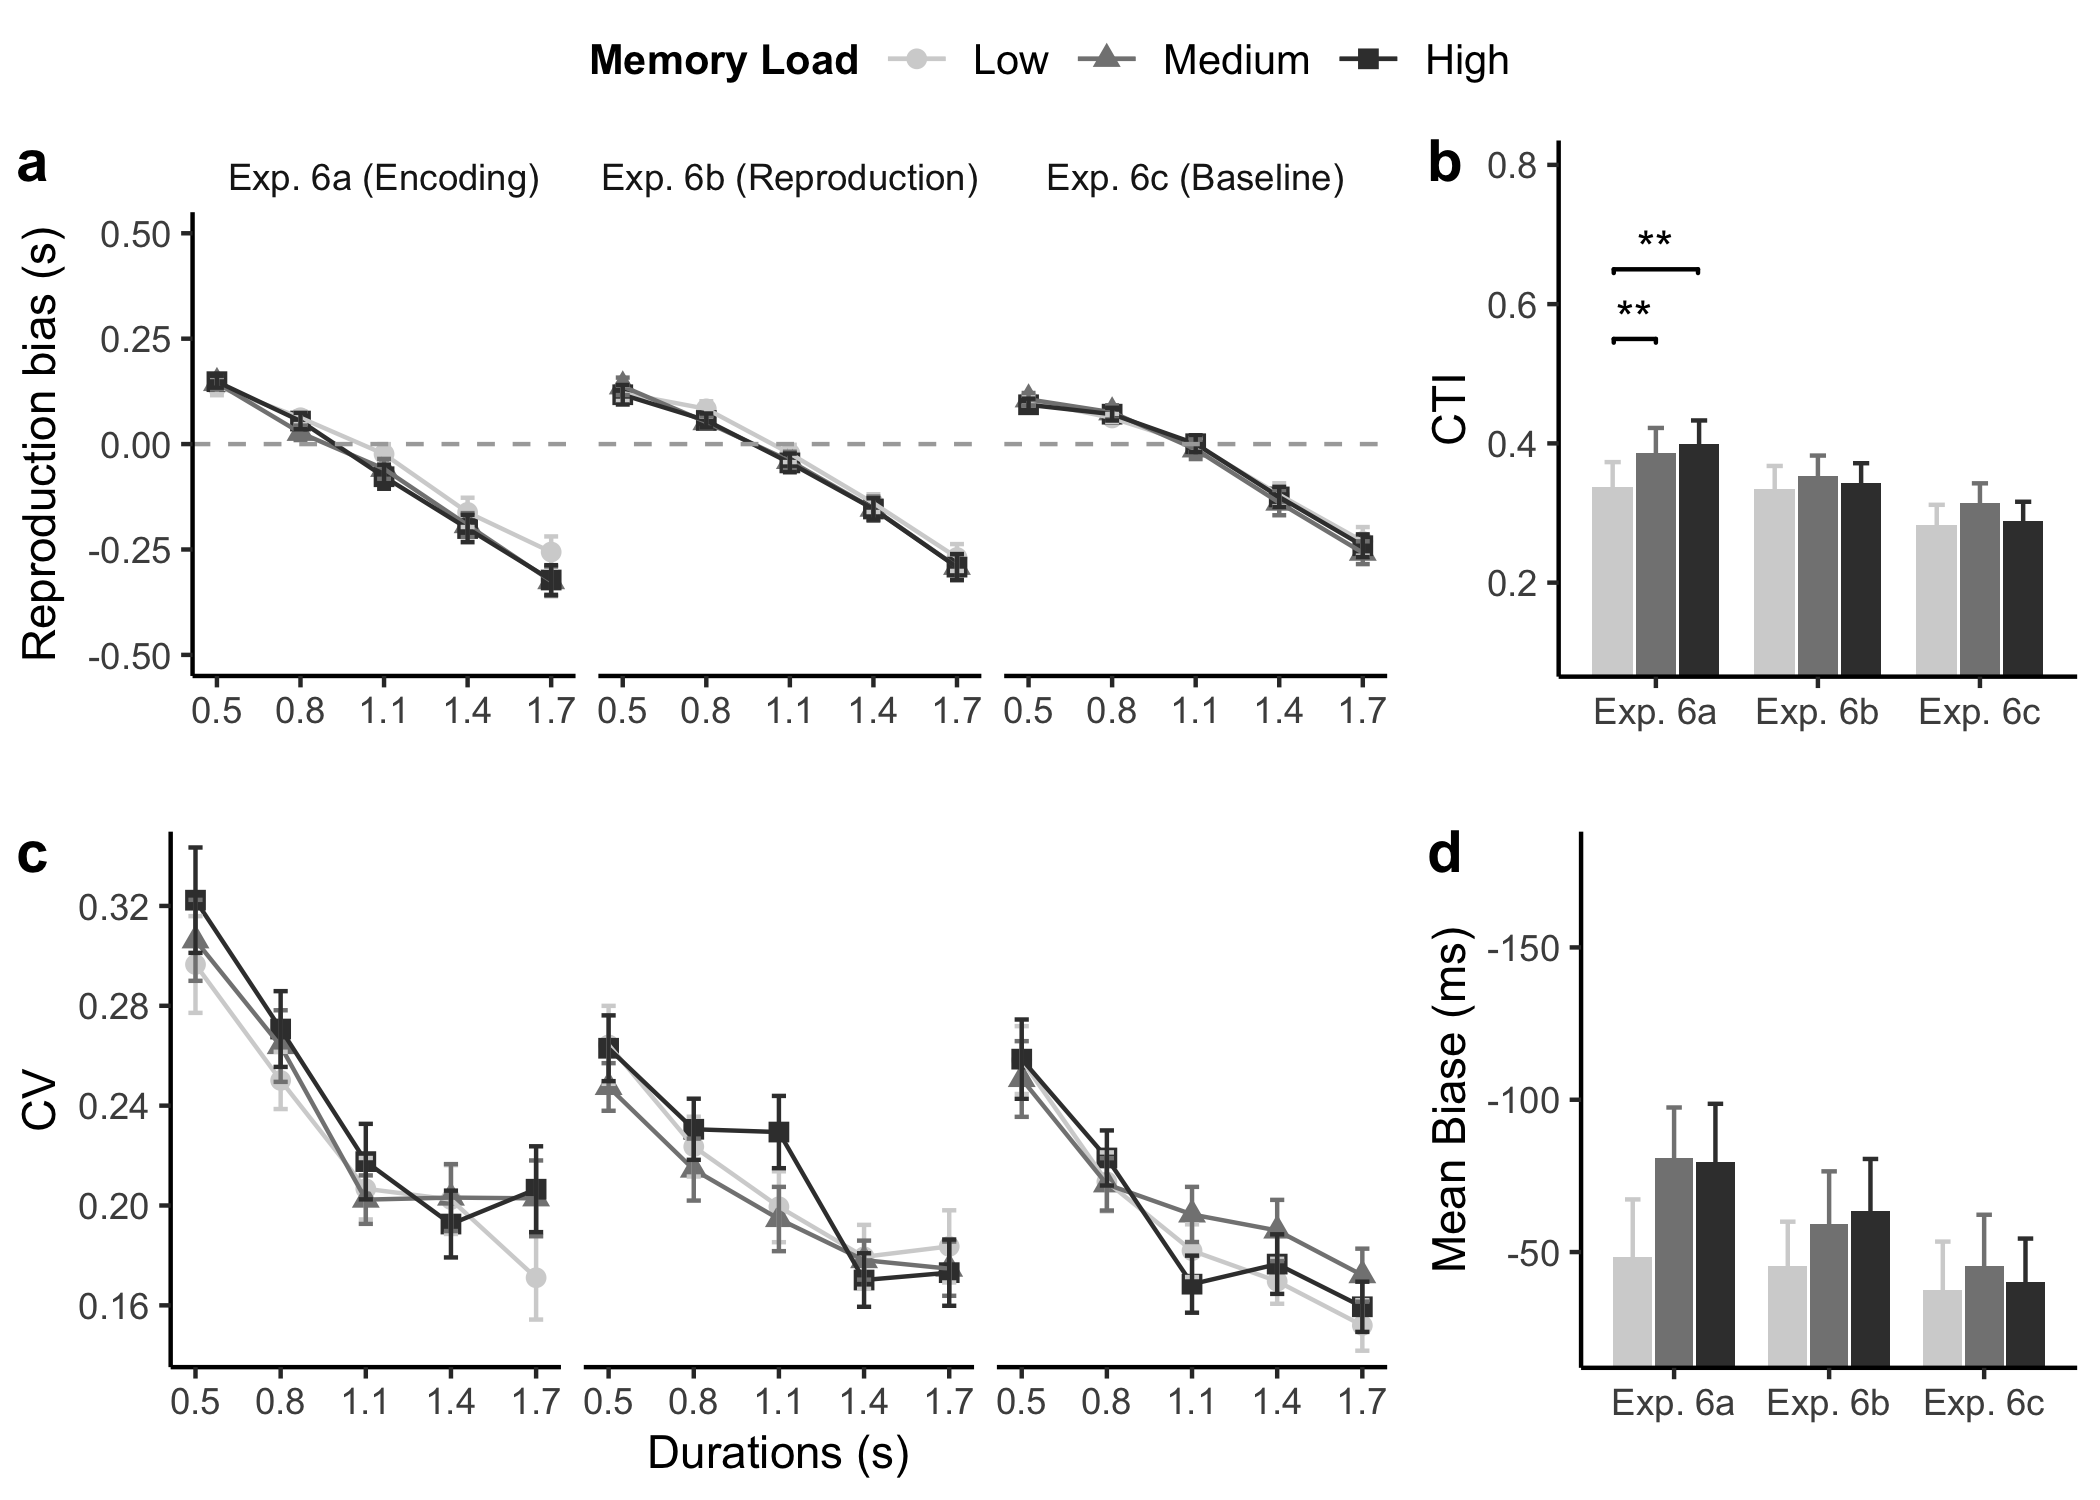 Memory Load Low Medium High
a
Exp. 6a (Encoding) Exp. 6b (Reproduction) Exp. 6c (Baseline)
Reproduction bias (s)
0.50
0.25
0.00
-0.25
-0.50
0.5 0.8 1.1 1.4 1.7 0.5 0.8 1.1 1.4 1.7 0.5 0.8 1.1 1.4 1.7
b
CTI
0.8
0.6
0.4
0.2
**
**
Exp. 6a Exp. 6b Exp. 6c
c
CV
0.32
0.28
0.24
0.20
0.16
0.5 0.8 1.1 1.4 1.7 0.5 0.8 1.1 1.4 1.7 0.5 0.8 1.1 1.4 1.7
Durations (s)
d
Mean Biase (ms)
-150
-100
-50
Exp. 6a Exp. 6b Exp. 6c